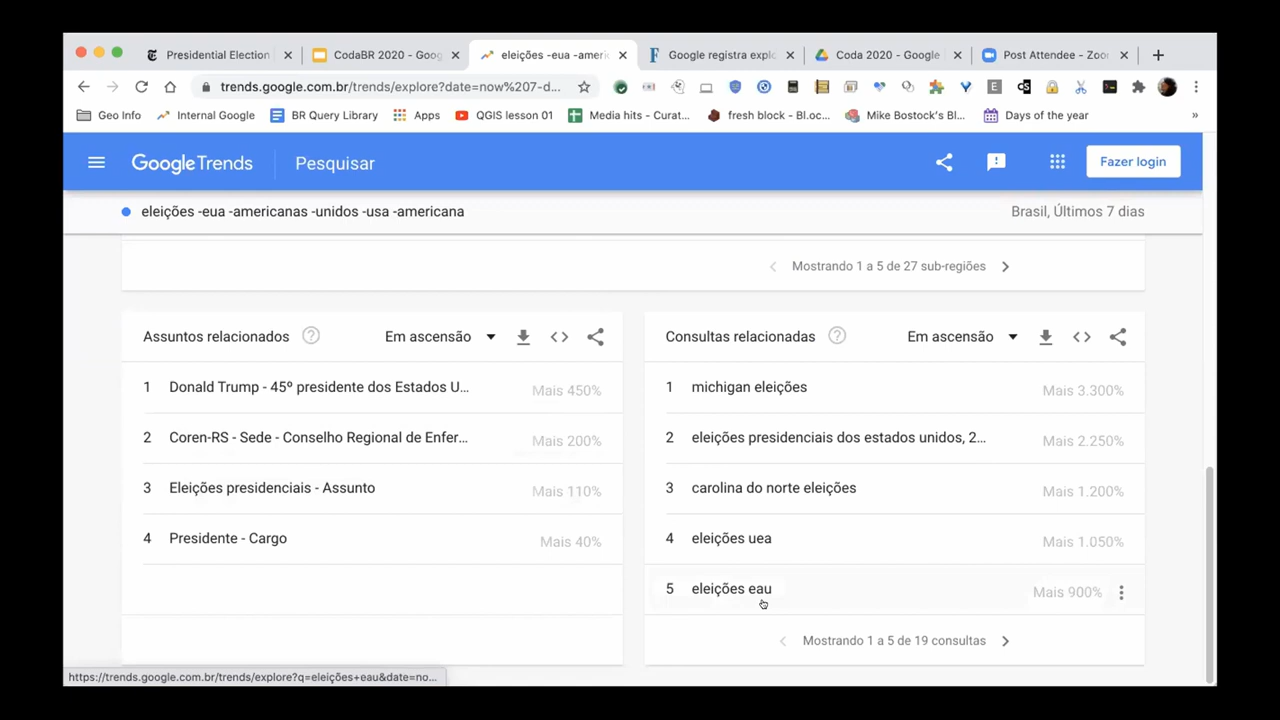 Presidential Election
CodaBR 2020 - Goog
eleições -eua -americ
Google registra explo
Coda 2020 - Google
Post Attendee - Zoo
trends.google.com.br/trends/explore?date=now%207-d...
Geo Info
Internal Google
BR Query Library
Apps
QGIS lesson 01
Media hits - Curat...
fresh block - Bl.oc...
Mike Bostock's Bl...
Days of the year
»
Google Trends
Pesquisar
Fazer login
eleições -eua -americanas -unidos -usa -americana
Brasil, Últimos 7 dias
Mostrando 1 a 5 de 27 sub-regiões
Assuntos relacionados
Em ascensão
1 Donald Trump - 45º presidente dos Estados U... Mais 450%
2 Coren-RS - Sede - Conselho Regional de Enfer... Mais 200%
3 Eleições presidenciais - Assunto Mais 110%
4 Presidente - Cargo Mais 40%
Consultas relacionadas
Em ascensão
1 michigan eleições Mais 3.300%
2 eleições presidenciais dos estados unidos, 2... Mais 2.250%
3 carolina do norte eleições Mais 1.200%
4 eleições uea Mais 1.050%
5 eleições eau Mais 900%
Mostrando 1 a 5 de 19 consultas
https://trends.google.com.br/trends/explore?q=eleições+eau&date=no...